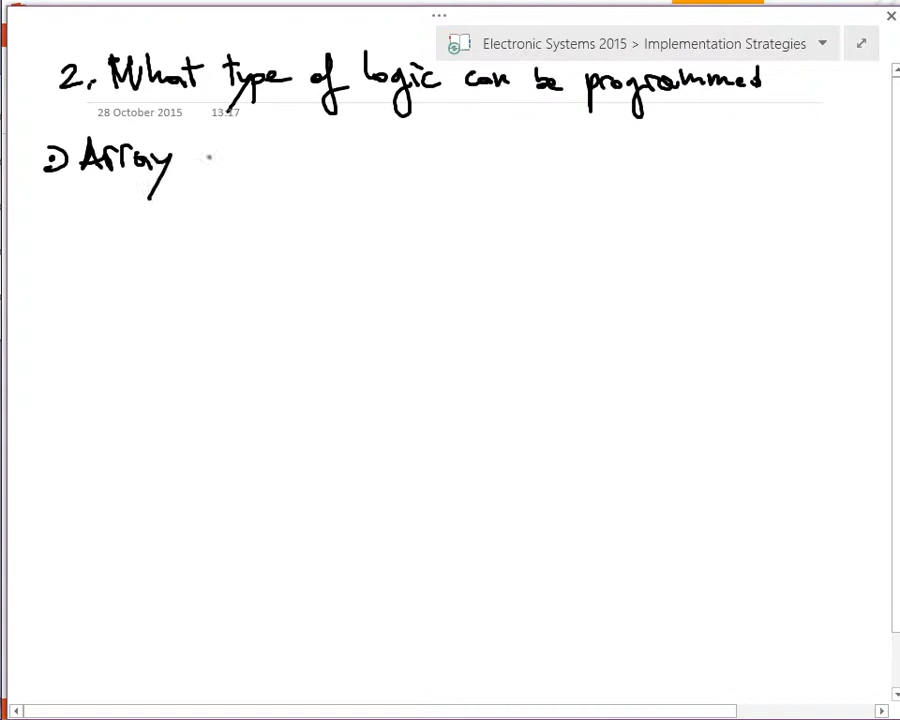 Electronic Systems 2015 > Implementation Strategies
2. What type of logic can be programmed
28 October 2015 13:17
Array